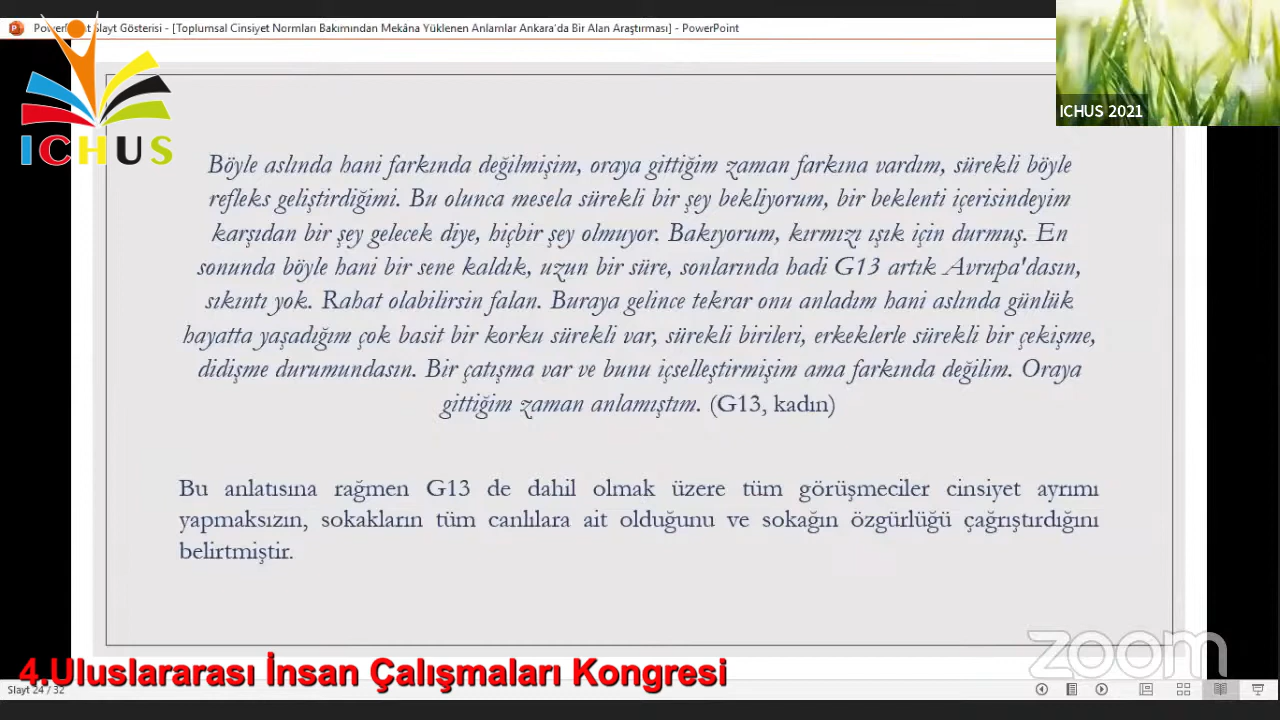 PowerPoint Slayt Gösterisi - [Toplumsal Cinsiyet Normları Bakımından Mekâna Yüklenen Anlamlar Ankara'da Bir Alan Araştırması] - PowerPoint
ICHUS 2021
ICHUS
Böyle aslında hani farkında değilmişim, oraya gittiğim zaman farkına vardım, sürekli böyle
refleks geliştirdiğimi. Bu olunca mesela sürekli bir şey bekliyorum, bir beklenti içerisindeyim
karşıdan bir şey gelecek diye, hiçbir şey olmuyor. Bakıyorum, kırmızı ışık için durmuş. En
sonunda böyle hani bir sene kaldık, uzun bir süre, sonlarında hadi G13 artık Avrupa'dasın,
sıkıntı yok. Rahat olabilirsin falan. Buraya gelince tekrar onu anladım hani aslında günlük
hayatta yaşadığım çok basit bir korku sürekli var, sürekli birileri, erkeklerle sürekli bir çekişme,
didişme durumundasın. Bir çatışma var ve bunu içselleştirmişim ama farkında değilim. Oraya
gittiğim zaman anlamıştım. (G13, kadın)
Bu anlatısına rağmen G13 de dahil olmak üzere tüm görüşmeciler cinsiyet ayrımı
yapmaksızın, sokakların tüm canlılara ait olduğunu ve sokağın özgürlüğü çağrıştırdığını
belirtmiştir.
zoom
4.Uluslararası İnsan Çalışmaları Kongresi
Slayt 24 / 32